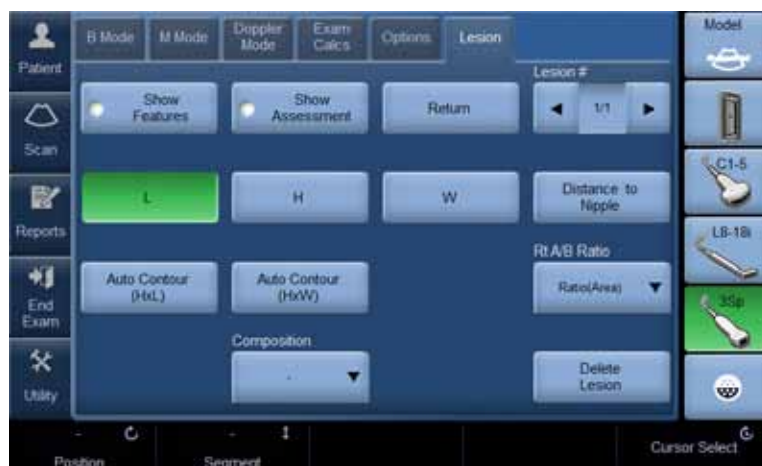 Patient
B Mode
M Mode
Doppler
Mode
Exam
Calcs
Options
Lesion
Model
Lesion #
Show
Features
Show
Assessment
Return
1/1
Scan
C1-5
L
H
W
Distance to
Nipple
Reports
L8-18i
Rt A/B Ratio
Auto Contour
(HxL)
Auto Contour
(HxW)
Ratio(Area)
End
Exam
3Sp
Composition
-
Delete
Lesion
Utility
-
-
Position
Segment
Cursor Select